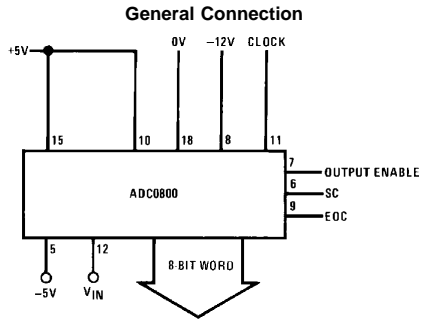 General Connection
0V −12V CLOCK
+5V
15 10 18 8 11
7
OUTPUT ENABLE
ADC0800
6
SC
9
EOC
5 12
8-BIT WORD
−5V VIN